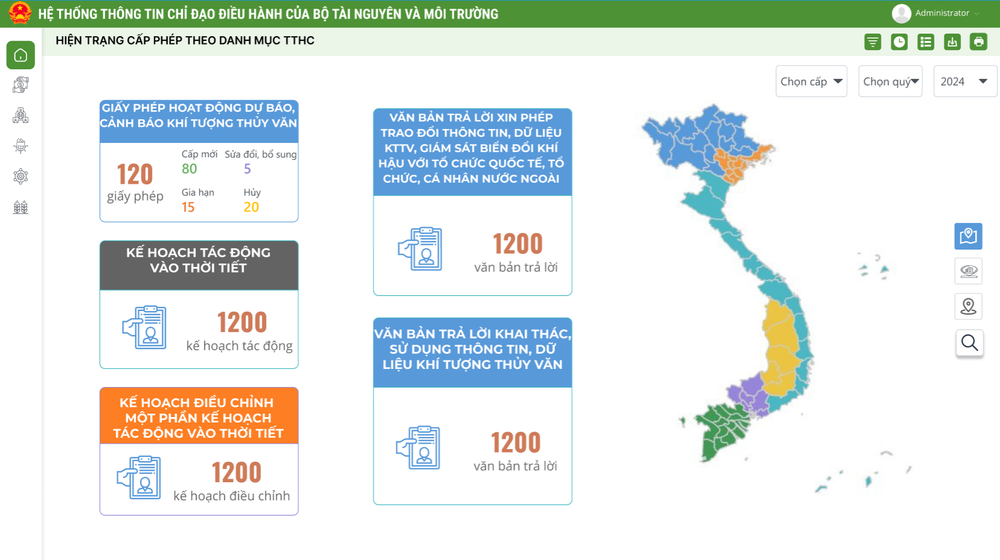 HỆ THỐNG THÔNG TIN CHỈ ĐẠO ĐIỀU HÀNH CỦA BỘ TÀI NGUYÊN VÀ MÔI TRƯỜNG
Administrator
HIỆN TRẠNG CẤP PHÉP THEO DANH MỤC TTHC
Chọn cấp
Chọn quý
2024
GIẤY PHÉP HOẠT ĐỘNG DỰ BÁO,
CẢNH BÁO KHÍ TƯỢNG THỦY VĂN
120
giấy phép
Cấp mới
80
Sửa đổi, bổ sung
5
Gia hạn
15
Hủy
20
KẾ HOẠCH TÁC ĐỘNG
VÀO THỜI TIẾT
1200
kế hoạch tác động
KẾ HOẠCH ĐIỀU CHỈNH
MỘT PHẦN KẾ HOẠCH
TÁC ĐỘNG VÀO THỜI TIẾT
1200
kế hoạch điều chỉnh
VĂN BẢN TRẢ LỜI XIN PHÉP
TRAO ĐỔI THÔNG TIN, DỮ LIỆU
KTTV, GIÁM SÁT BIẾN ĐỔI KHÍ
HẬU VỚI TỔ CHỨC QUỐC TẾ, TỔ
CHỨC, CÁ NHÂN NƯỚC NGOÀI
1200
văn bản trả lời
VĂN BẢN TRẢ LỜI KHAI THÁC,
SỬ DỤNG THÔNG TIN, DỮ
LIỆU KHÍ TƯỢNG THỦY VĂN
1200
văn bản trả lời